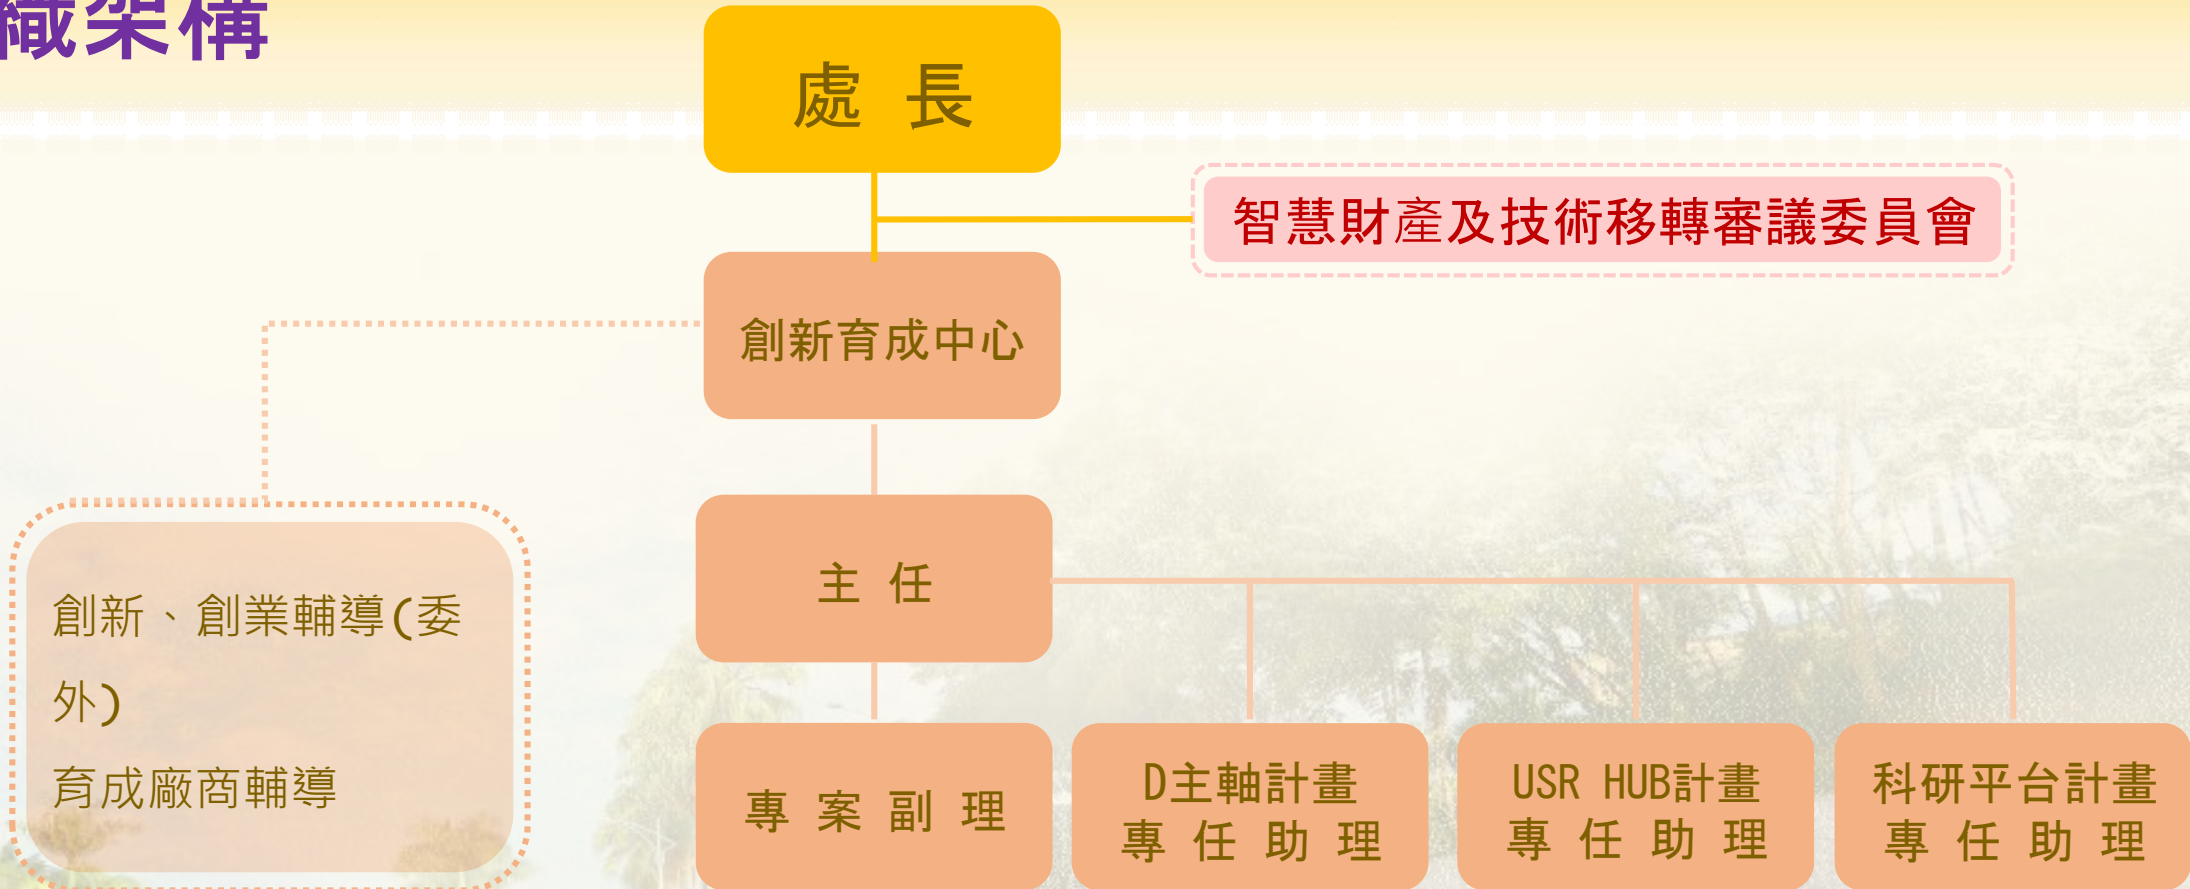 織架構
處 長
智慧財產及技術移轉審議委員會
創新育成中心
主 任
創新、創業輔導(委
外)
育成廠商輔導
專 案 副 理
D主軸計畫
專 任 助 理
USR HUB計畫
專 任 助 理
科研平台計畫
專 任 助 理